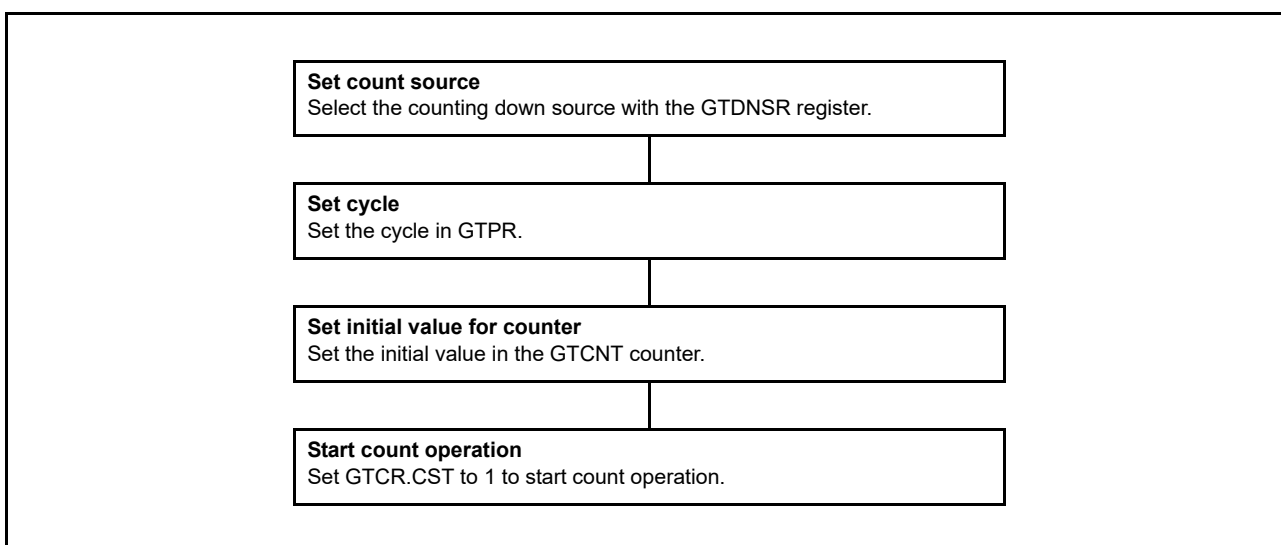 Set count source
Select the counting down source with the GTDNSR register.
Set cycle
Set the cycle in GTPR.
Set initial value for counter
Set the initial value in the GTCNT counter.
Start count operation
Set GTCR.CST to 1 to start count operation.